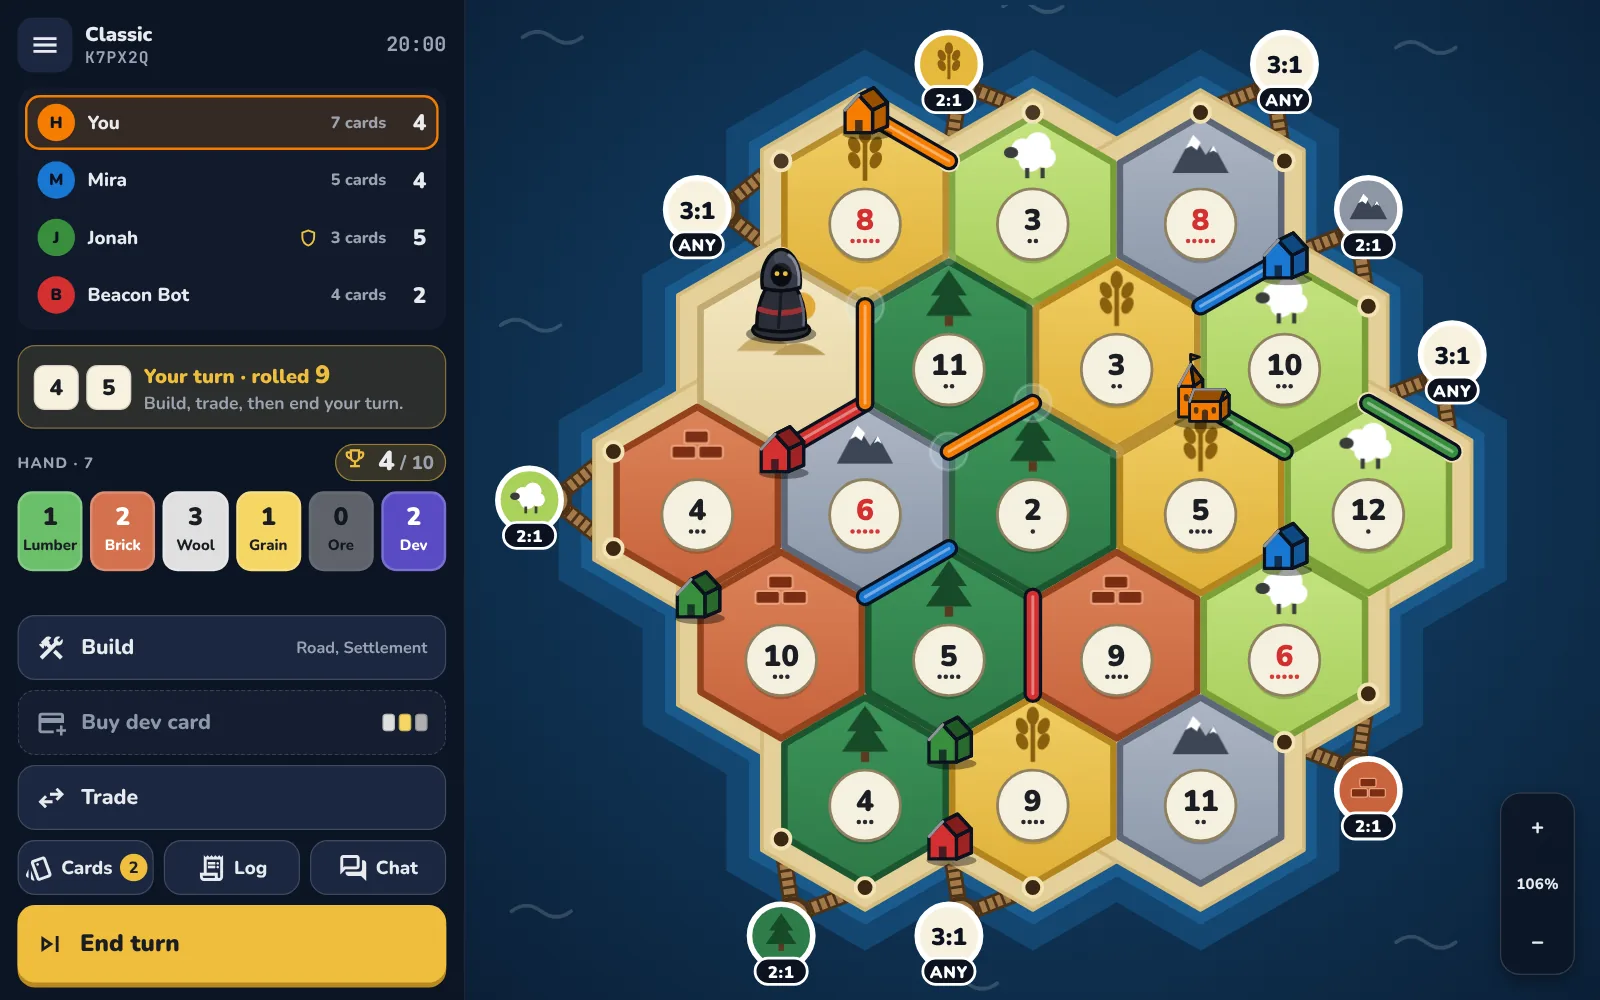 Classic
K7PX2Q
20:00
H You 7 cards 4
M Mira 5 cards 4
J Jonah 3 cards 5
B Beacon Bot 4 cards 2
4 5
Your turn · rolled 9
Build, trade, then end your turn.
HAND · 7
4 / 10
1 Lumber
2 Brick
3 Wool
1 Grain
0 Ore
2 Dev
Build Road, Settlement
Buy dev card
Trade
Cards 2
Log
Chat
End turn
2:1
3:1
ANY
3:1
ANY
2:1
8
3
8
3:1
ANY
11
3
10
2:1
4
6
2
5
12
10
5
9
6
4
9
11
2:1
2:1
3:1
ANY
+
106%
−